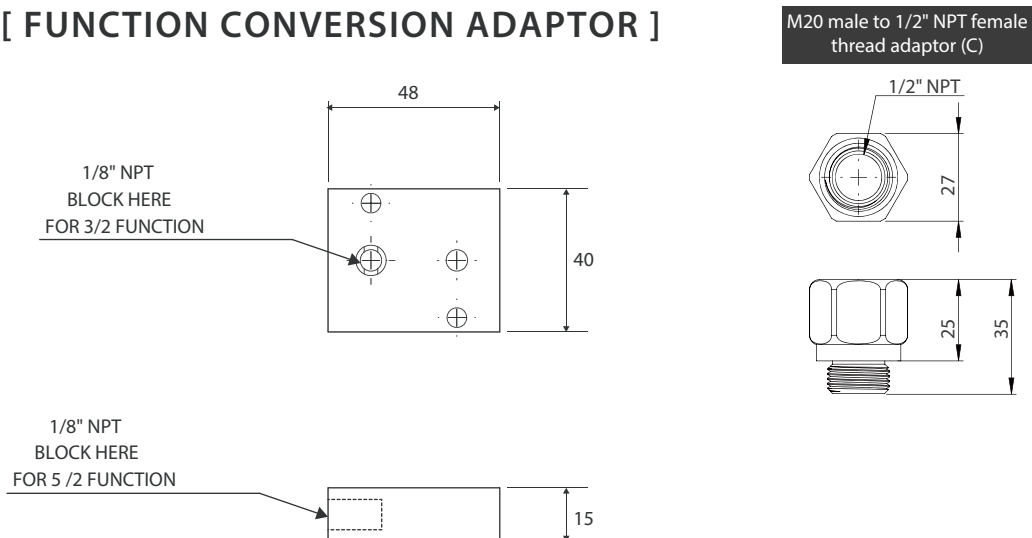 [ FUNCTION CONVERSION ADAPTOR ]
M20 male to 1/2" NPT female
thread adaptor (C)
48
1/8" NPT
BLOCK HERE
FOR 3/2 FUNCTION
40
1/8" NPT
BLOCK HERE
FOR 5 /2 FUNCTION
15
1/2" NPT
27
25
35